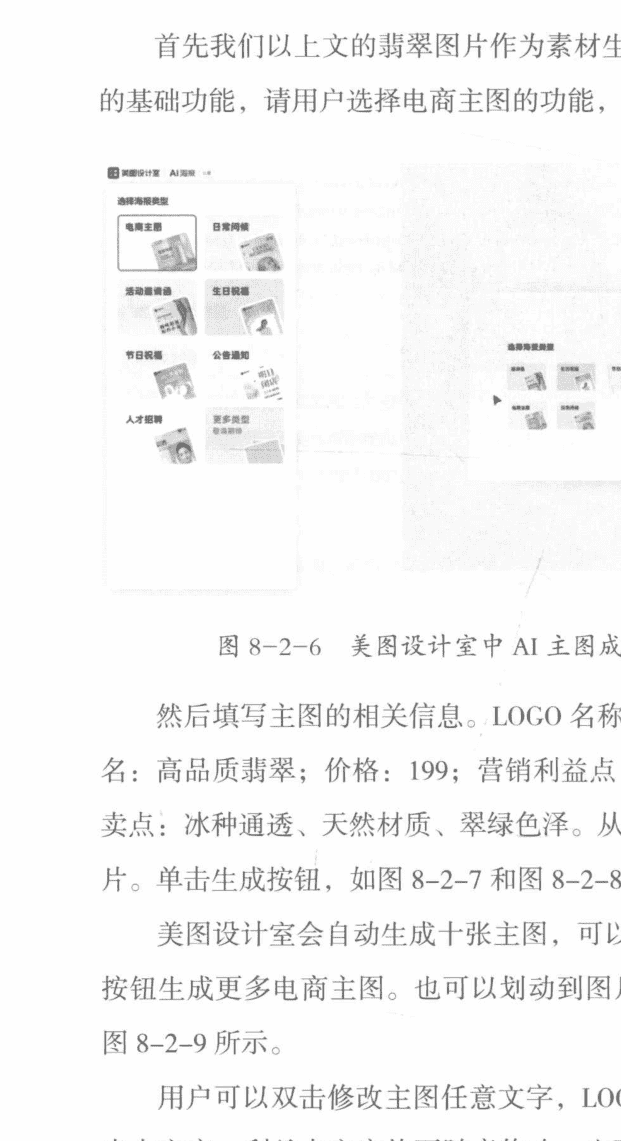 首先我们以上文的翡翠图片作为素材生
的基础功能，请用户选择电商主图的功能，
美图设计室 AI海报
选择海报类型
电商主图 日常问候
活动邀请函 生日祝福
节日祝福 公告通知
人才招聘 更多类型
敬请期待
选择海报类型
图 8-2-6 美图设计室中 AI 主图成
然后填写主图的相关信息。LOGO 名称
名：高品质翡翠；价格：199；营销利益点
卖点：冰种通透、天然材质、翠绿色泽。从
片。单击生成按钮，如图 8-2-7 和图 8-2-8
美图设计室会自动生成十张主图，可以
按钮生成更多电商主图。也可以划动到图片
图 8-2-9 所示。
用户可以双击修改主图任意文字，LOG